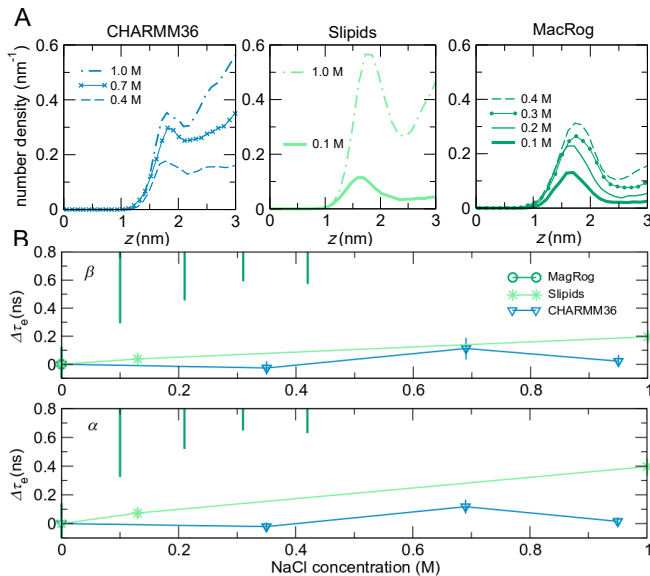 A
CHARMM36
Slipids
MacRog
number density (nm⁻¹)
0.6
0.4
0.2
0
1.0 M
0.7 M
0.4 M
0 1 2 3
z (nm)
0.6
0.4
0.2
0
1.0 M
0.1 M
0 1 2 3
z (nm)
0.6
0.4
0.2
0
0.4 M
0.3 M
0.2 M
0.1 M
0 1 2 3
z (nm)
B
β
Δτe(ns)
0.8
0.6
0.4
0.2
0
MagRog
Slipids
CHARMM36
0 0.2 0.4 0.6 0.8 1
α
Δτe(ns)
0.8
0.6
0.4
0.2
0
0 0.2 0.4 0.6 0.8 1
NaCl concentration (M)